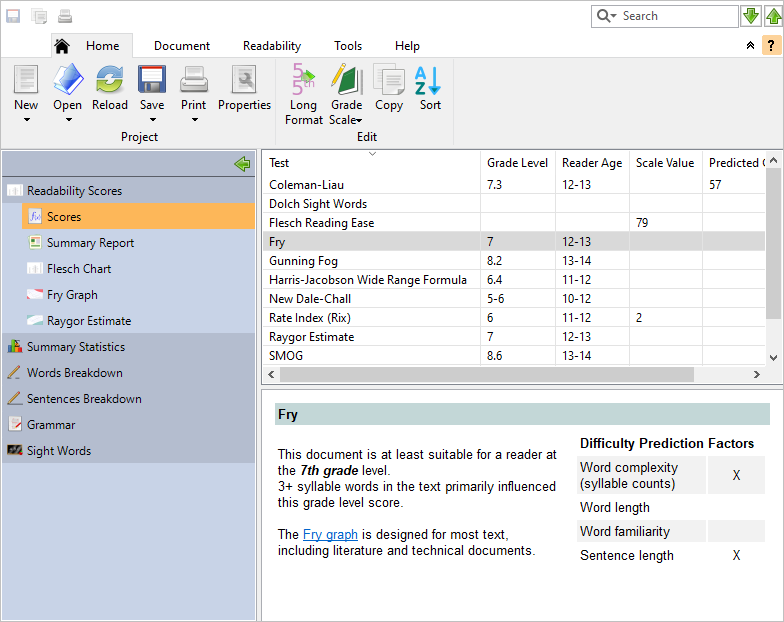 Search
Home Document Readability Tools Help
?
New Open Reload Save Print Properties Long Format Grade Scale Copy Sort
Project Edit
Readability Scores
Scores
Summary Report
Flesch Chart
Fry Graph
Raygor Estimate
Summary Statistics
Words Breakdown
Sentences Breakdown
Grammar
Sight Words
Test Grade Level Reader Age Scale Value Predicted
Coleman-Liau 7.3 12-13 57
Dolch Sight Words
Flesch Reading Ease 79
Fry 7 12-13
Gunning Fog 8.2 13-14
Harris-Jacobson Wide Range Formula 6.4 11-12
New Dale-Chall 5-6 10-12
Rate Index (Rix) 6 11-12 2
Raygor Estimate 7 12-13
SMOG 8.6 13-14
Fry
This document is at least suitable for a reader at
the 7th grade level.
3+ syllable words in the text primarily influenced
this grade level score.
The Fry graph is designed for most text,
including literature and technical documents.
Difficulty Prediction Factors
Word complexity
(syllable counts) X
Word length
Word familiarity
Sentence length X